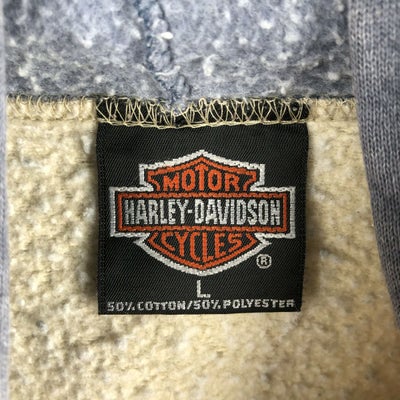 MOTOR
HARLEY-DAVIDSON
CYCLES
®
L
50% COTTON/50% POLYESTER